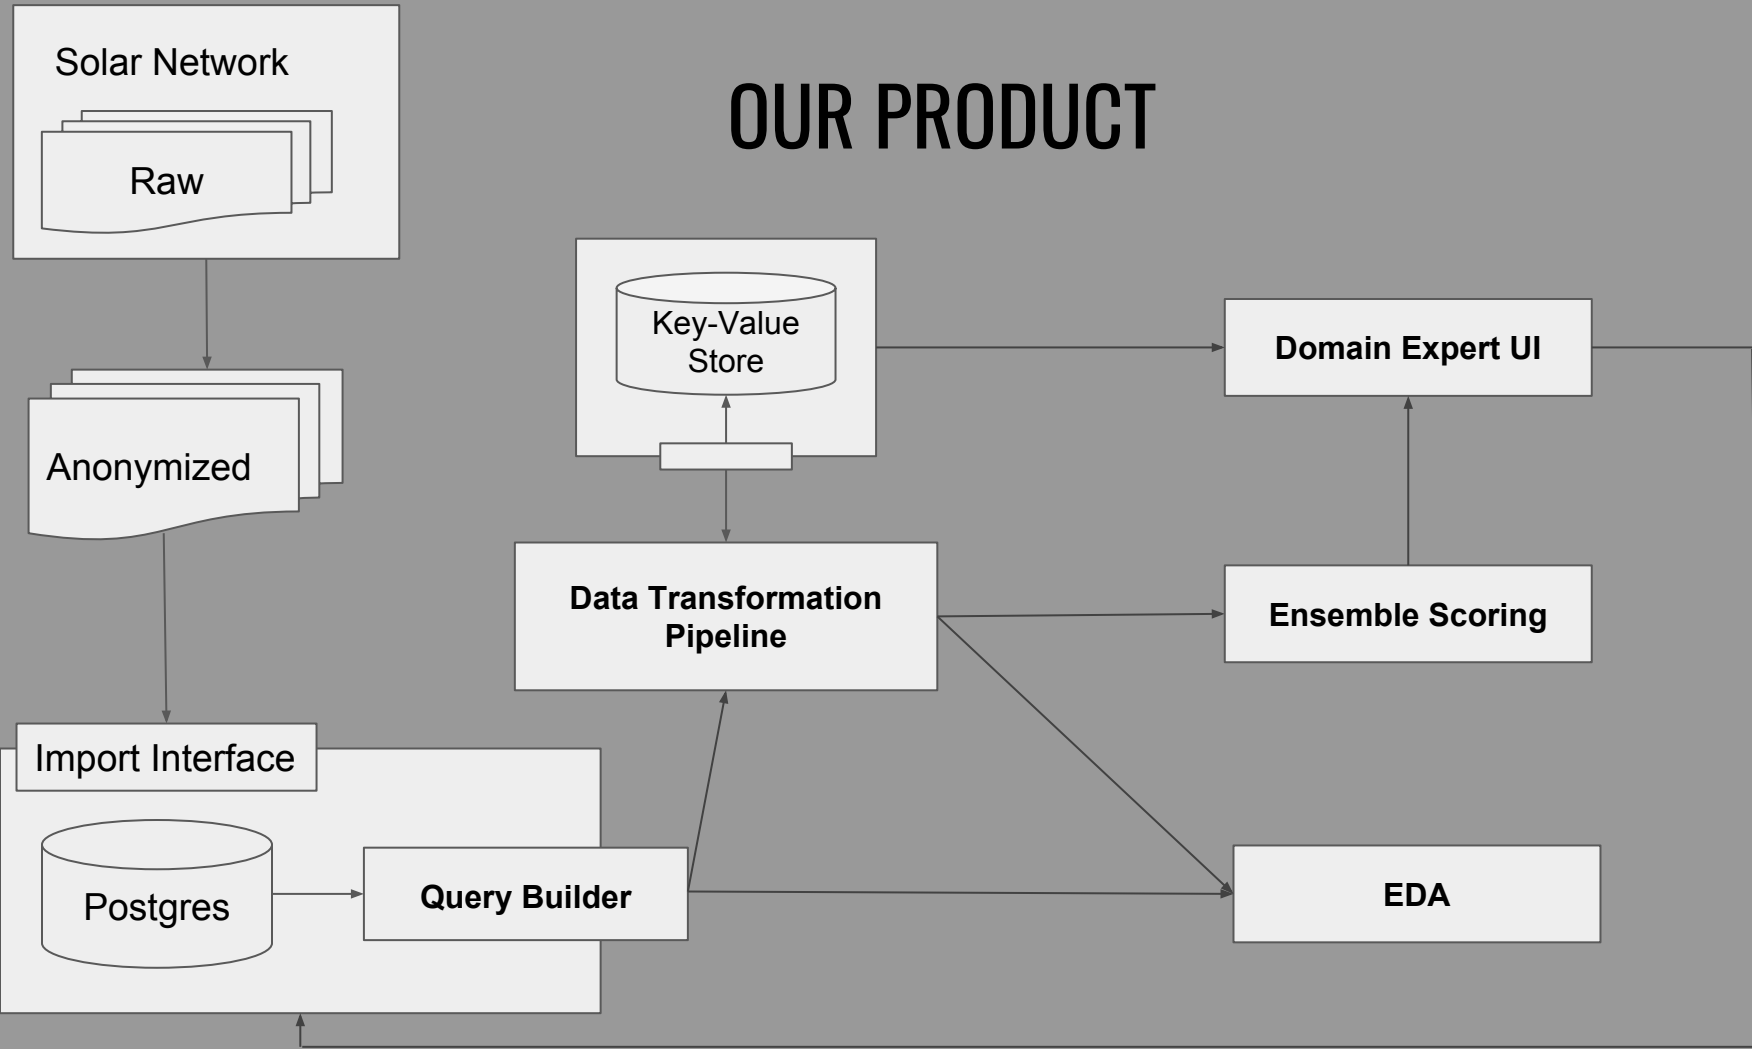 OUR PRODUCT
Solar Network
Raw
Anonymized
Import Interface
Postgres
Query Builder
Key-Value
Store
Data Transformation
Pipeline
Domain Expert UI
Ensemble Scoring
EDA